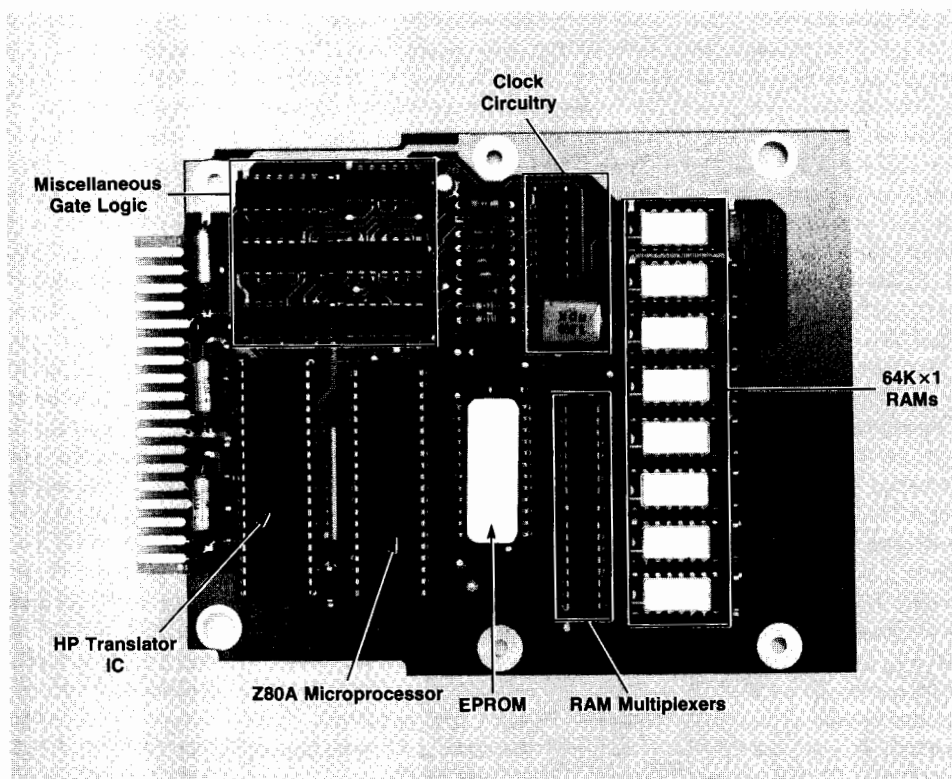 Clock
Circuitry
Miscellaneous
Gate Logic
64K×1
RAMs
HP Translator
IC
Z80A Microprocessor
EPROM
RAM Multiplexers